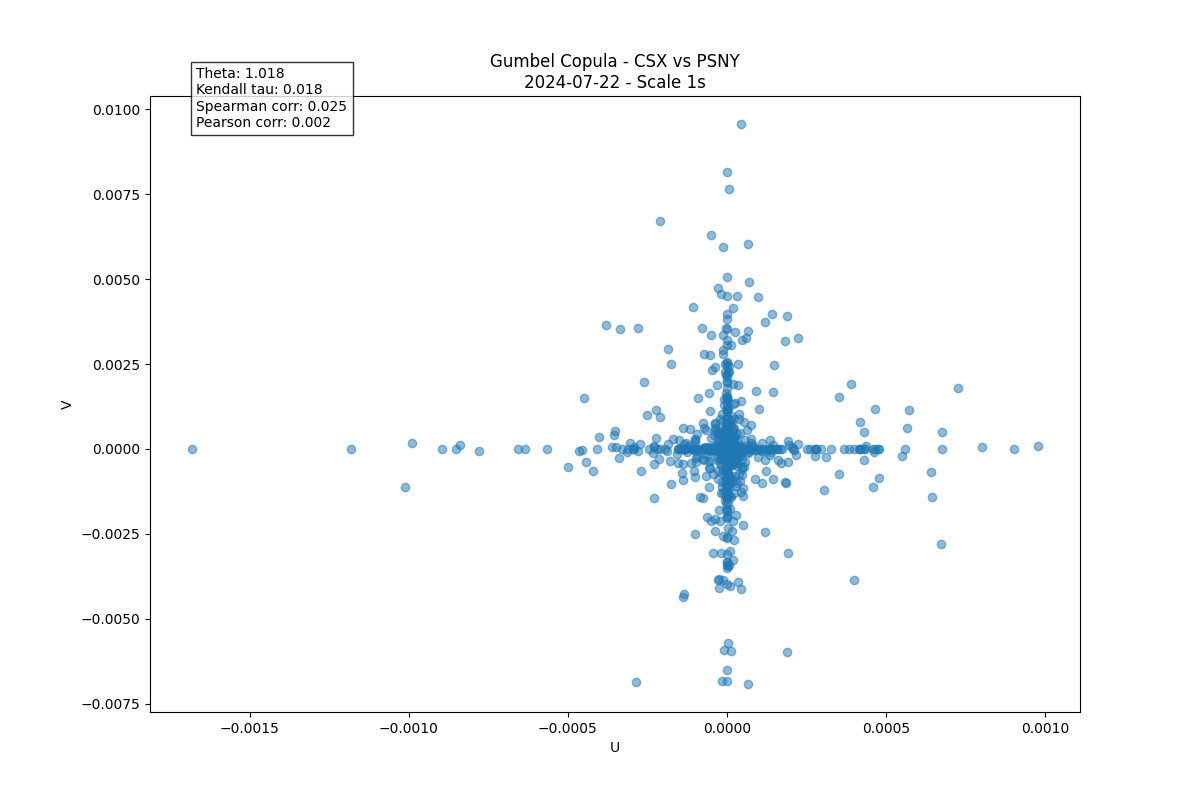 Gumbel Copula - CSX vs PSNY
2024-07-22 - Scale 1s
Theta: 1.018
Kendall tau: 0.018
Spearman corr: 0.025
Pearson corr: 0.002
0.0100
0.0075
0.0050
0.0025
0.0000
−0.0025
−0.0050
−0.0075
V
−0.0015
−0.0010
−0.0005
0.0000
0.0005
0.0010
U